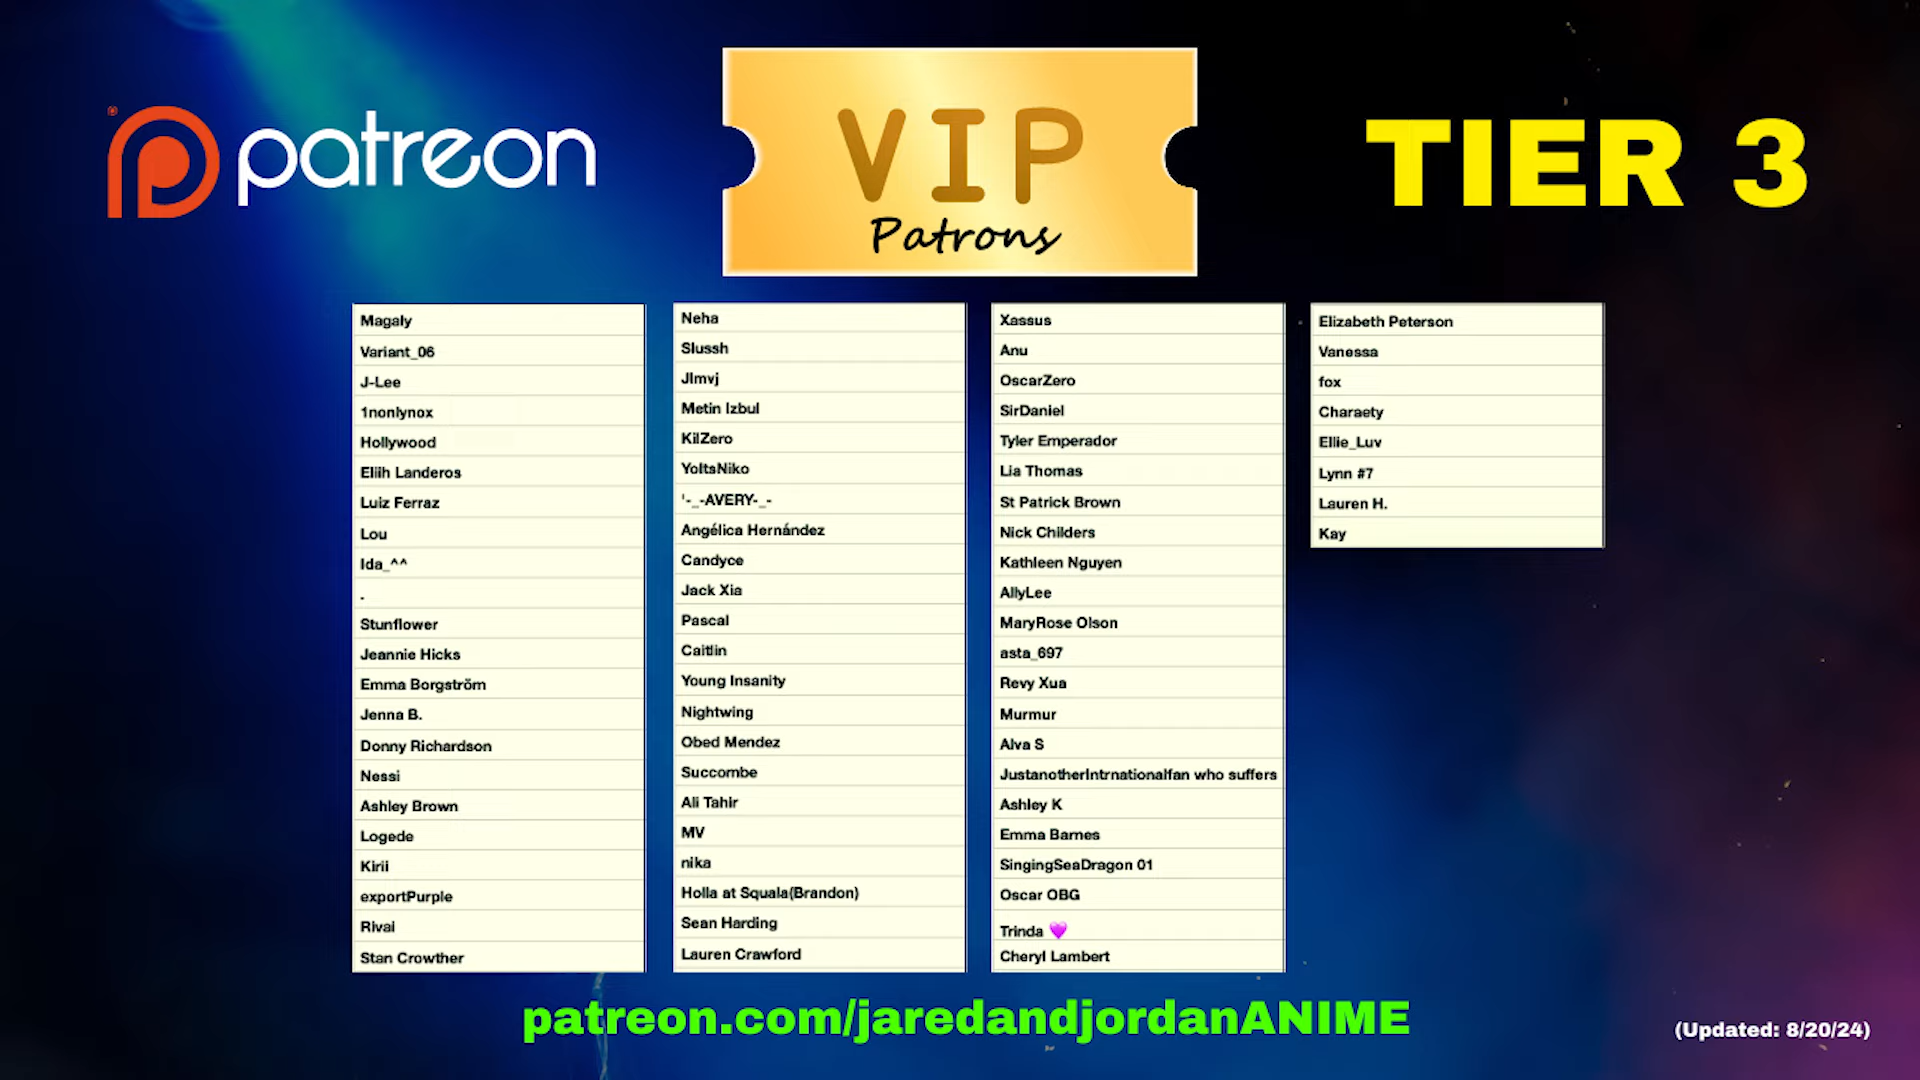 patreon
VIP
Patrons
TIER 3
Magaly
Variant_06
J-Lee
1nonlynox
Hollywood
Eliih Landeros
Luiz Ferraz
Lou
Ida_^^
.
Stunflower
Jeannie Hicks
Emma Borgström
Jenna B.
Donny Richardson
Nessi
Ashley Brown
Logede
Kirii
exportPurple
Rival
Stan Crowther
Neha
Slussh
Jlmvj
Metin Izbul
KilZero
YoltsNiko
'-_-AVERY-_-
Angélica Hernández
Candyce
Jack Xia
Pascal
Caitlin
Young Insanity
Nightwing
Obed Mendez
Succombe
Ali Tahir
MV
nika
Holla at Squala(Brandon)
Sean Harding
Lauren Crawford
Xassus
Anu
OscarZero
SirDaniel
Tyler Emperador
Lia Thomas
St Patrick Brown
Nick Childers
Kathleen Nguyen
AllyLee
MaryRose Olson
asta_697
Revy Xua
Murmur
Alva S
JustanotherIntrnationalfan who suffers
Ashley K
Emma Barnes
SingingSeaDragon 01
Oscar OBG
Trinda 💜
Cheryl Lambert
Elizabeth Peterson
Vanessa
fox
Charaety
Ellie_Luv
Lynn #7
Lauren H.
Kay
patreon.com/jaredandjordanANIME
(Updated: 8/20/24)